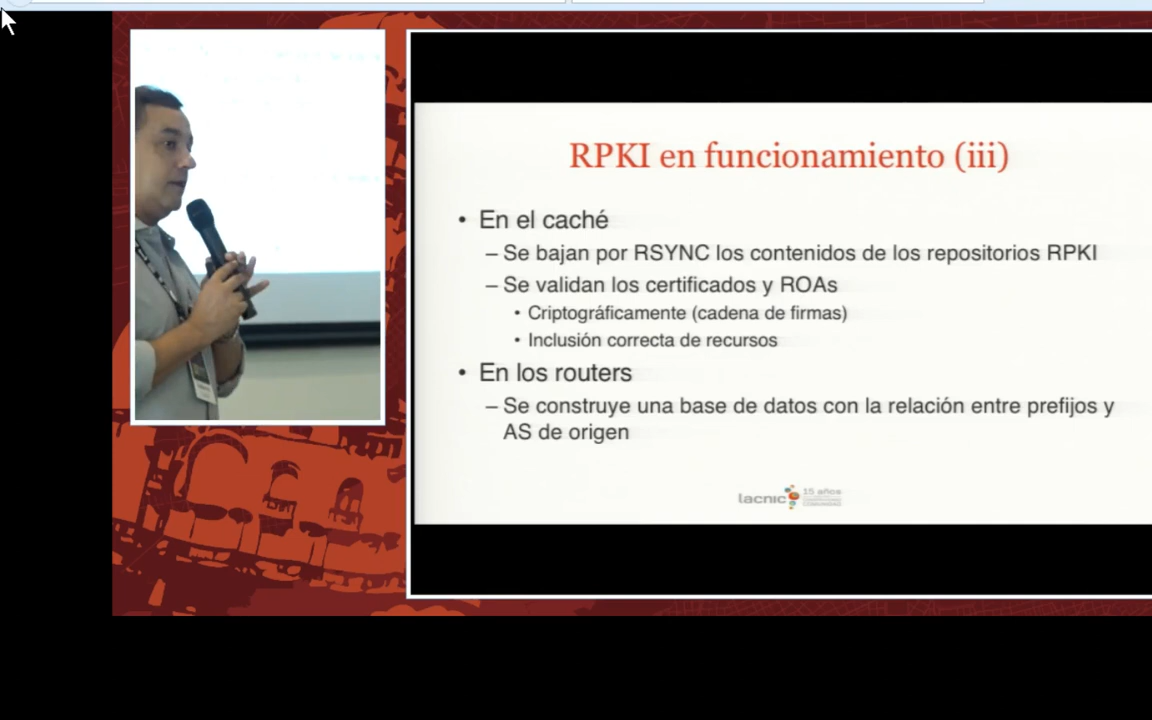 RPKI en funcionamiento (iii)
• En el caché
– Se bajan por RSYNC los contenidos de los repositorios RPKI
– Se validan los certificados y ROAs
• Criptográficamente (cadena de firmas)
• Inclusión correcta de recursos
• En los routers
– Se construye una base de datos con la relación entre prefijos y
AS de origen
lacnic 15 años